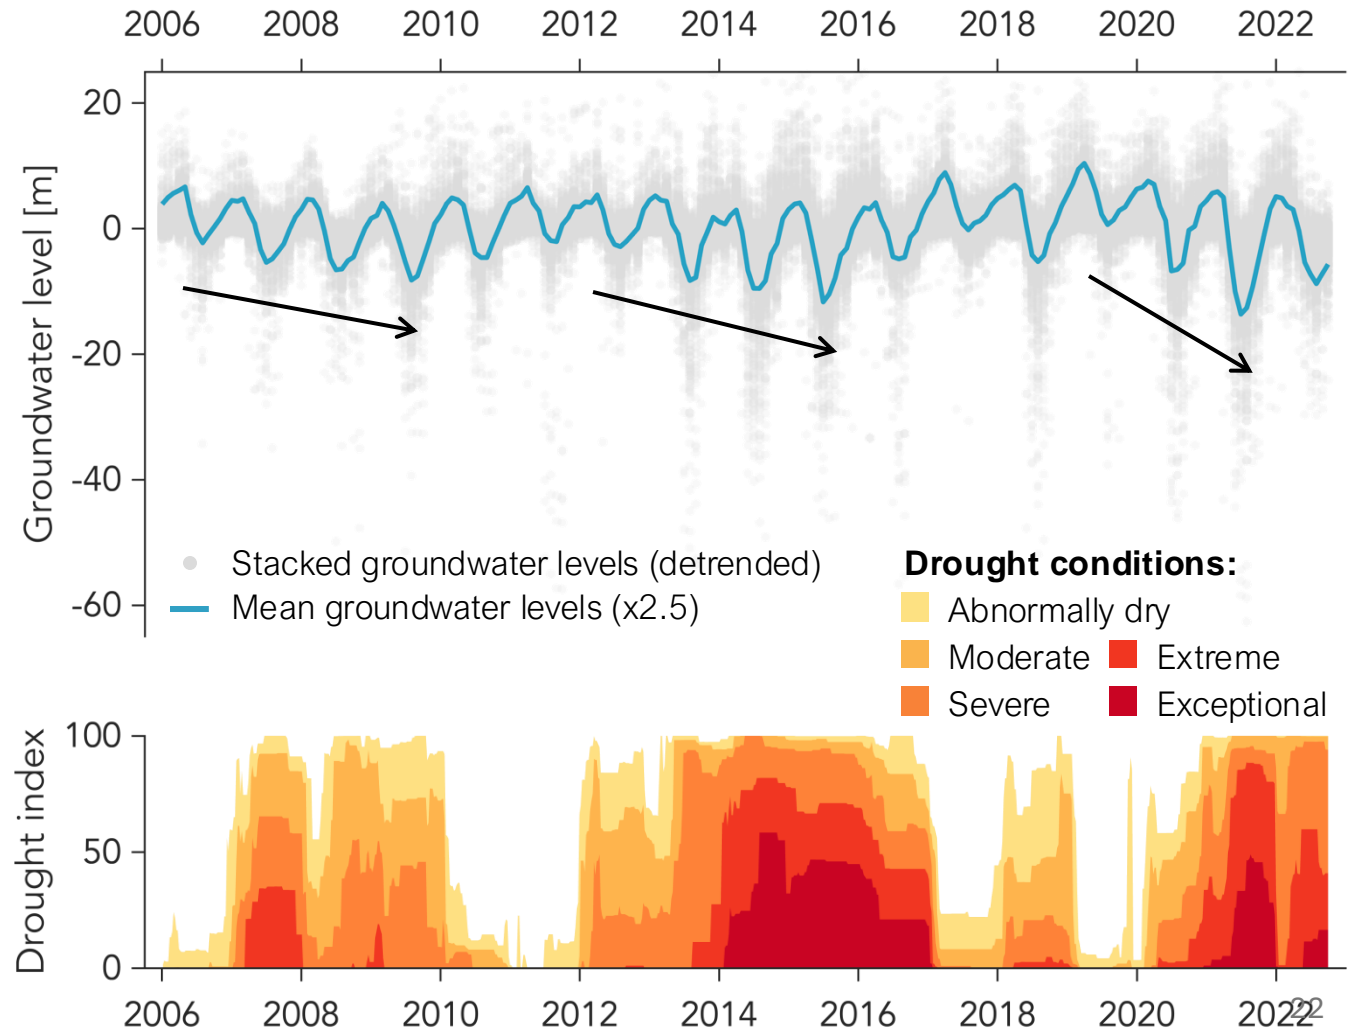 2006 2008 2010 2012 2014 2016 2018 2020 2022
Groundwater level [m]
20
0
-20
-40
-60
Stacked groundwater levels (detrended)
Mean groundwater levels (x2.5)
Drought conditions:
Abnormally dry
Moderate Extreme
Severe Exceptional
Drought index
100
50
0
2006 2008 2010 2012 2014 2016 2018 2020 2022
22